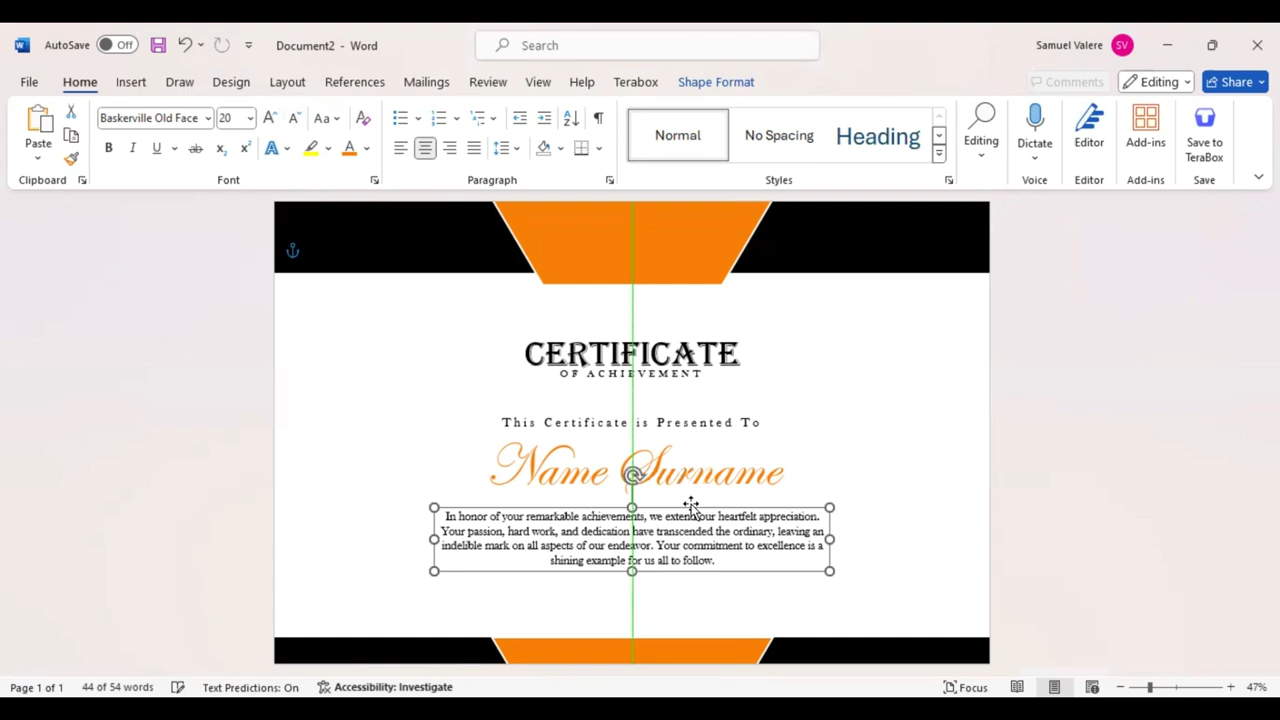 AutoSave Off Document2 - Word Search Samuel Valere SV
File Home Insert Draw Design Layout References Mailings Review View Help Terabox Shape Format Comments Editing Share
Paste Baskerville Old Face 20 Normal No Spacing Heading Editing Dictate Editor Add-ins Save to TeraBox
Clipboard Font Paragraph Styles Voice Editor Add-ins Save
CERTIFICATE
OF ACHIEVEMENT
This Certificate is Presented To
Name Surname
In honor of your remarkable achievements, we extend our heartfelt appreciation.
Your passion, hard work, and dedication have transcended the ordinary, leaving an
indelible mark on all aspects of our endeavor. Your commitment to excellence is a
shining example for us all to follow.
Page 1 of 1 44 of 54 words Text Predictions: On Accessibility: Investigate Focus 47%